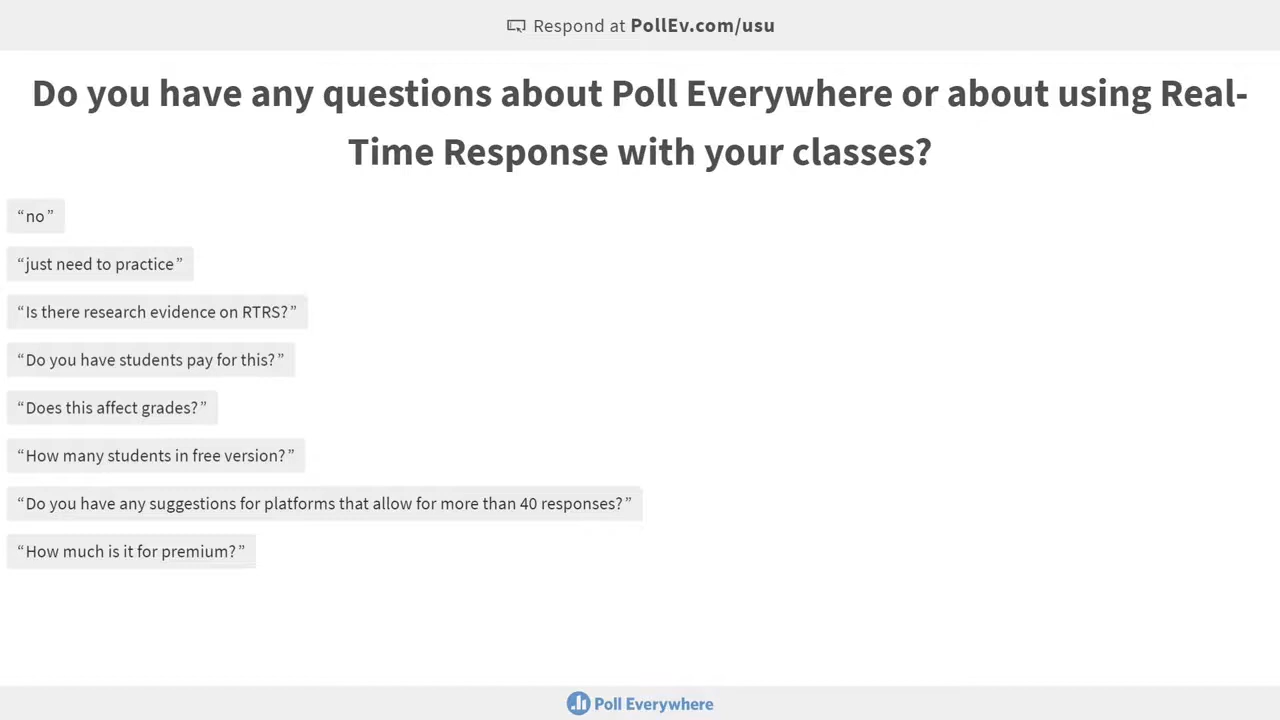 Respond at PollEv.com/usu
Do you have any questions about Poll Everywhere or about using Real-
Time Response with your classes?
“no”
“just need to practice”
“Is there research evidence on RTRS?”
“Do you have students pay for this?”
“Does this affect grades?”
“How many students in free version?”
“Do you have any suggestions for platforms that allow for more than 40 responses?”
“How much is it for premium?”
Poll Everywhere